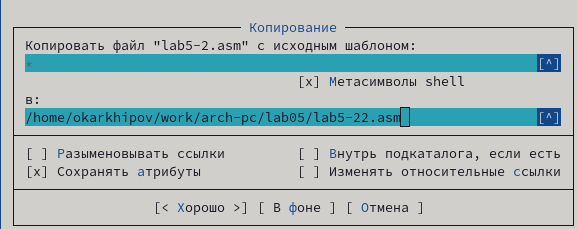 Копирование
Копировать файл "lab5-2.asm" с исходным шаблоном:
* [^]
[x] Метасимволы shell
в:
/home/okarkhipov/work/arch-pc/lab05/lab5-22.asm [^]
[ ] Разыменовывать ссылки [ ] Внутрь подкаталога, если есть
[x] Сохранять атрибуты [ ] Изменять относительные ссылки
[< Хорошо >] [ В фоне ] [ Отмена ]